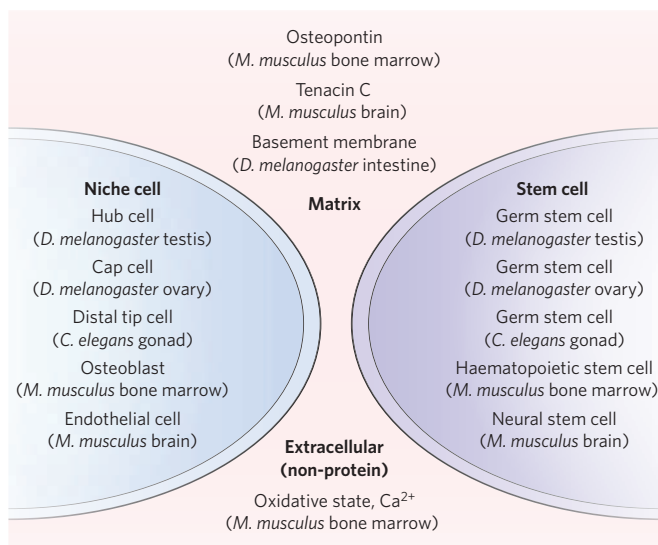 Osteopontin
(M. musculus bone marrow)
Tenacin C
(M. musculus brain)
Basement membrane
(D. melanogaster intestine)
Matrix
Niche cell
Hub cell
(D. melanogaster testis)
Cap cell
(D. melanogaster ovary)
Distal tip cell
(C. elegans gonad)
Osteoblast
(M. musculus bone marrow)
Endothelial cell
(M. musculus brain)
Stem cell
Germ stem cell
(D. melanogaster testis)
Germ stem cell
(D. melanogaster ovary)
Germ stem cell
(C. elegans gonad)
Haematopoietic stem cell
(M. musculus bone marrow)
Neural stem cell
(M. musculus brain)
Extracellular
(non-protein)
Oxidative state, Ca²⁺
(M. musculus bone marrow)